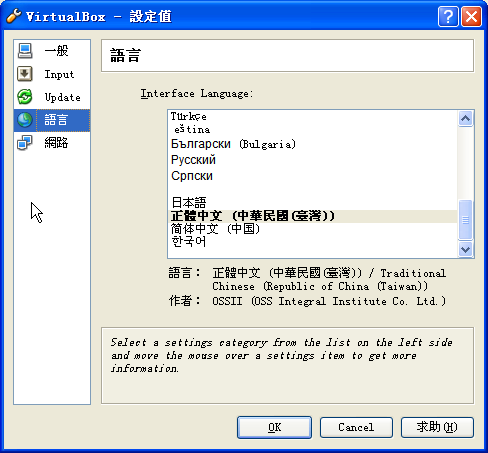 VirtualBox - 設定值
一般
Input
Update
語言
網路
語言
Interface Language:
Türkçe
eština
Български (Bulgaria)
Русский
Српски
日本語
正體中文 (中華民國(臺灣))
简体中文 (中国)
한국어
語言： 正體中文 (中華民國(臺灣)) / Traditional
Chinese (Republic of China (Taiwan))
作者： OSSII (OSS Integral Institute Co. Ltd.)
Select a settings category from the list on the left side
and move the mouse over a settings item to get more
information.
OK
Cancel
求助(H)